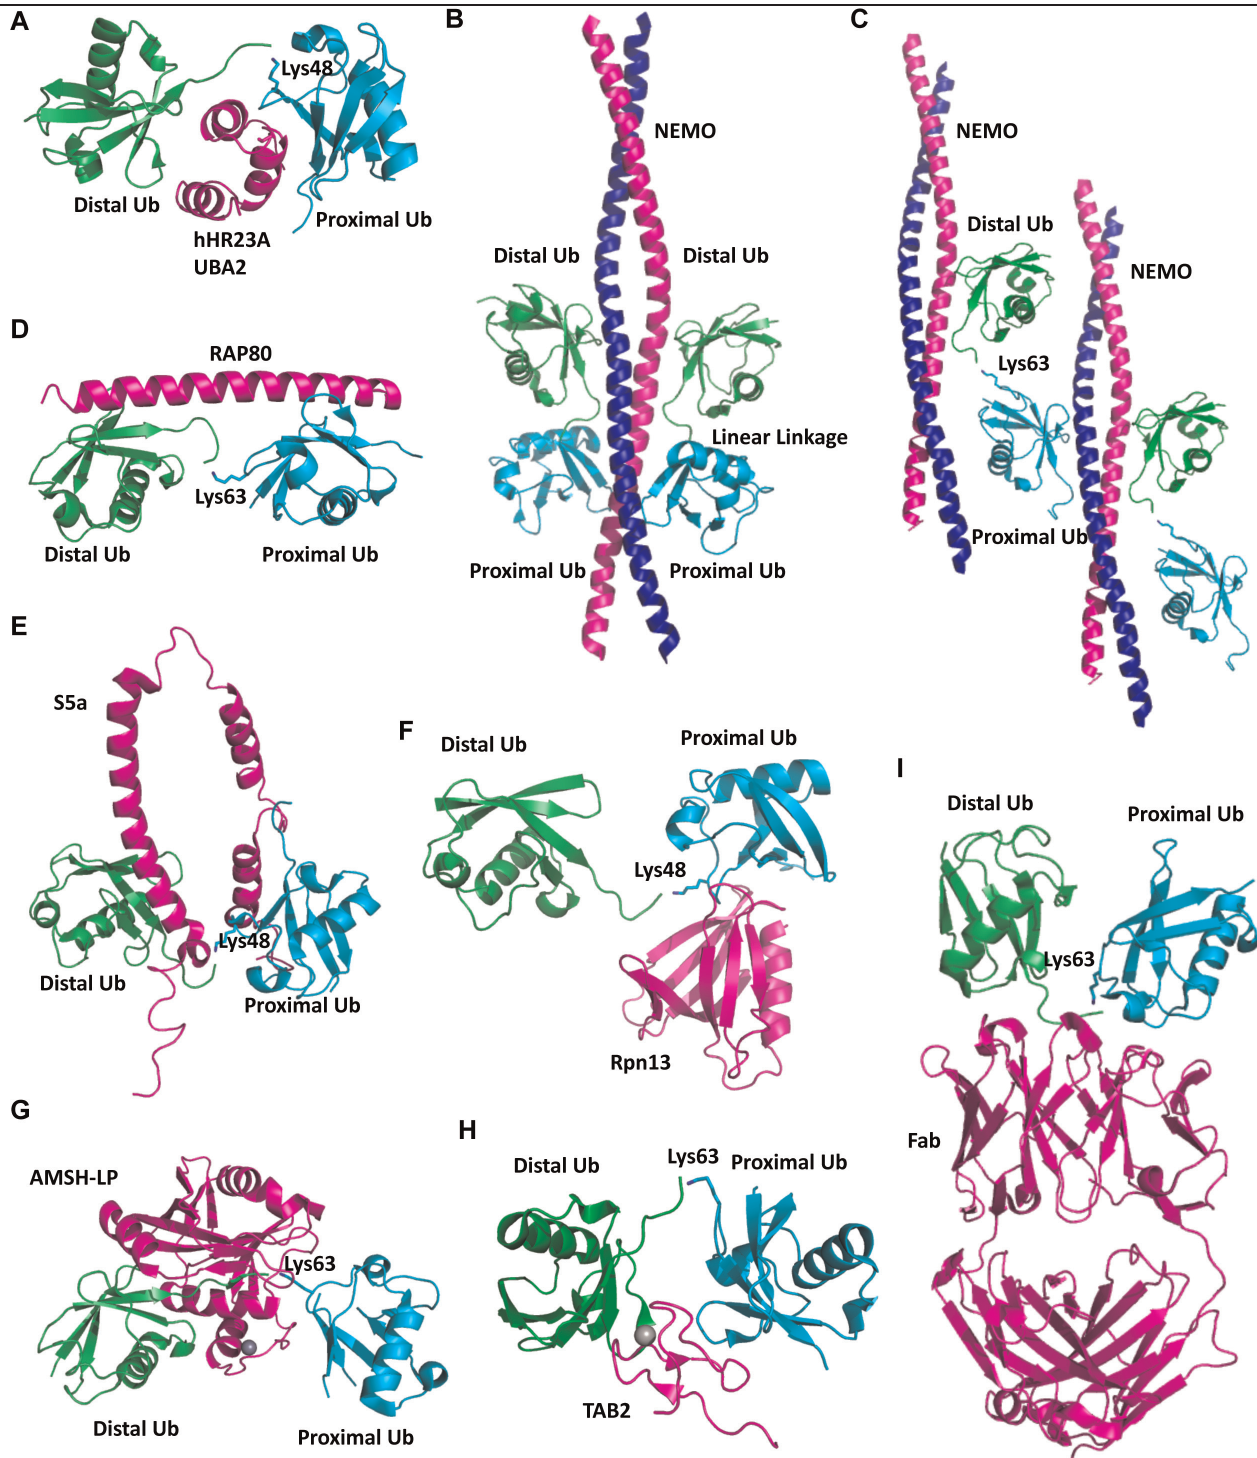 A
Lys48
Distal Ub
Proximal Ub
hHR23A
UBA2
B
NEMO
Distal Ub
Distal Ub
Linear Linkage
Proximal Ub
Proximal Ub
C
NEMO
Distal Ub
NEMO
Lys63
Proximal Ub
D
RAP80
Lys63
Distal Ub
Proximal Ub
E
S5a
Lys48
Distal Ub
Proximal Ub
F
Distal Ub
Proximal Ub
Lys48
Rpn13
G
AMSH-LP
Lys63
Distal Ub
Proximal Ub
H
Lys63
Distal Ub
Proximal Ub
TAB2
I
Distal Ub
Proximal Ub
Lys63
Fab